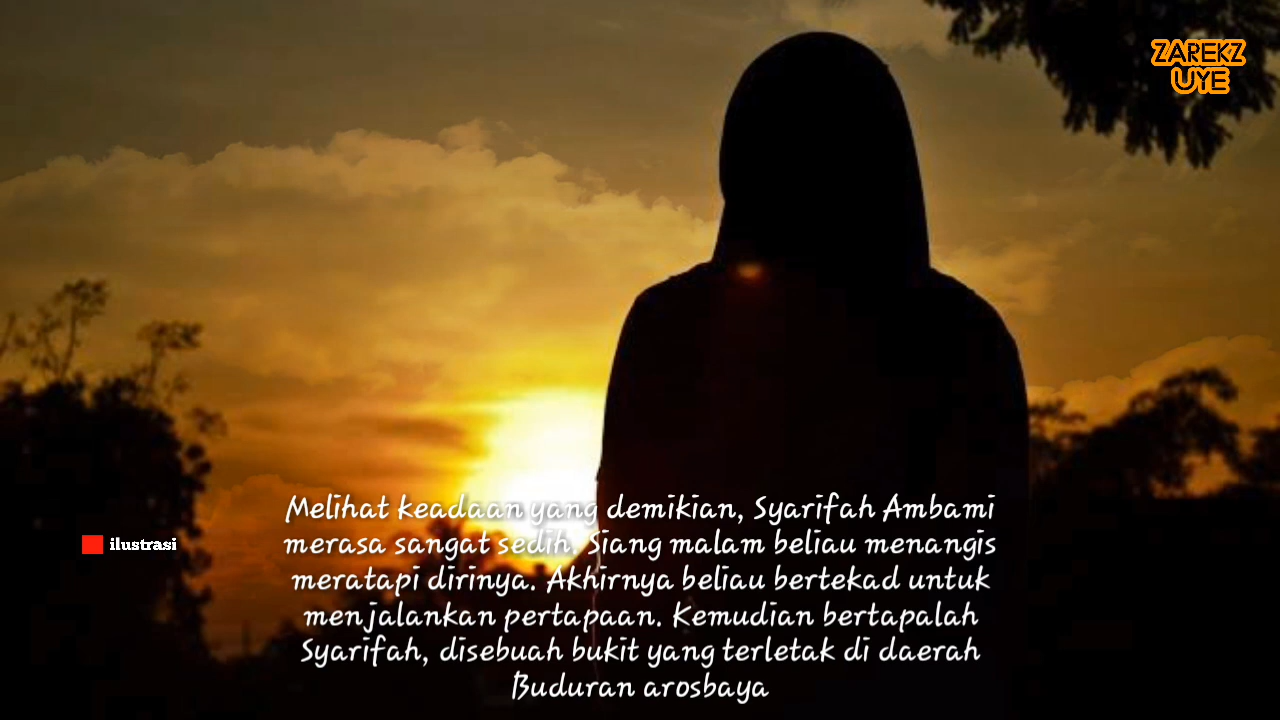 ZAREKZ
UYE
Melihat keadaan yang demikian, Syarifah Ambami
merasa sangat sedih. Siang malam beliau menangis
meratapi dirinya. Akhirnya beliau bertekad untuk
menjalankan pertapaan. Kemudian bertapalah
Syarifah, disebuah bukit yang terletak di daerah
Buduran arosbaya
ilustrasi